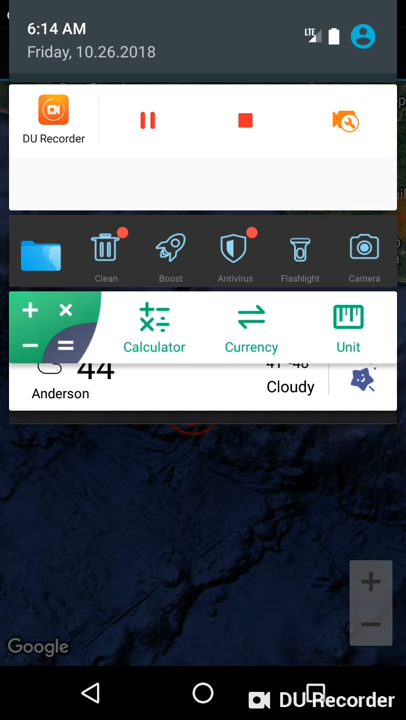 6:14 AM
LTE
Friday, 10.26.2018
DU Recorder
Clean
Boost
Antivirus
Flashlight
Camera
Calculator
Currency
Unit
44
Anderson
Cloudy
Google
DU Recorder